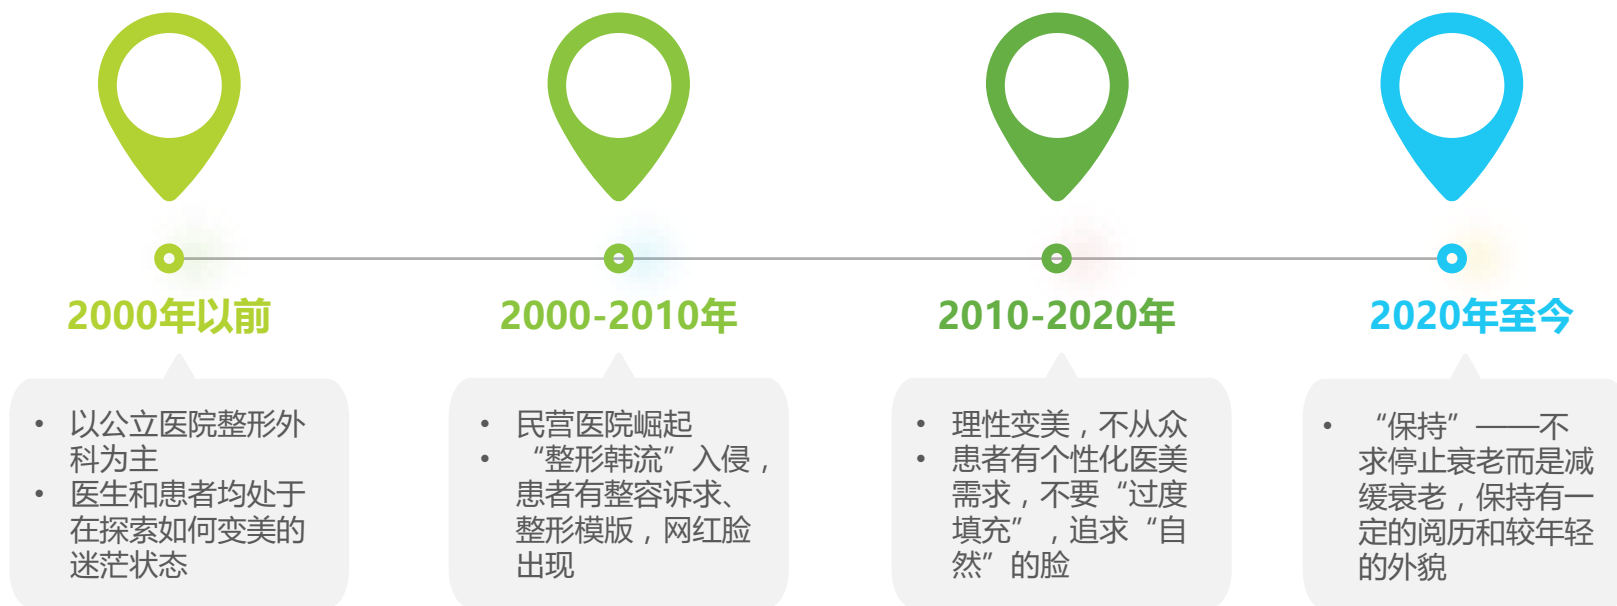 2000年以前
• 以公立医院整形外
科为主
• 医生和患者均处于
在探索如何变美的
迷茫状态
2000-2010年
• 民营医院崛起
• “整形韩流”入侵，
患者有整容诉求、
整形模版，网红脸
出现
2010-2020年
• 理性变美，不从众
• 患者有个性化医美
需求，不要“过度
填充”，追求“自
然”的脸
2020年至今
• “保持”——不
求停止衰老而是减
缓衰老，保持有一
定的阅历和较年轻
的外貌